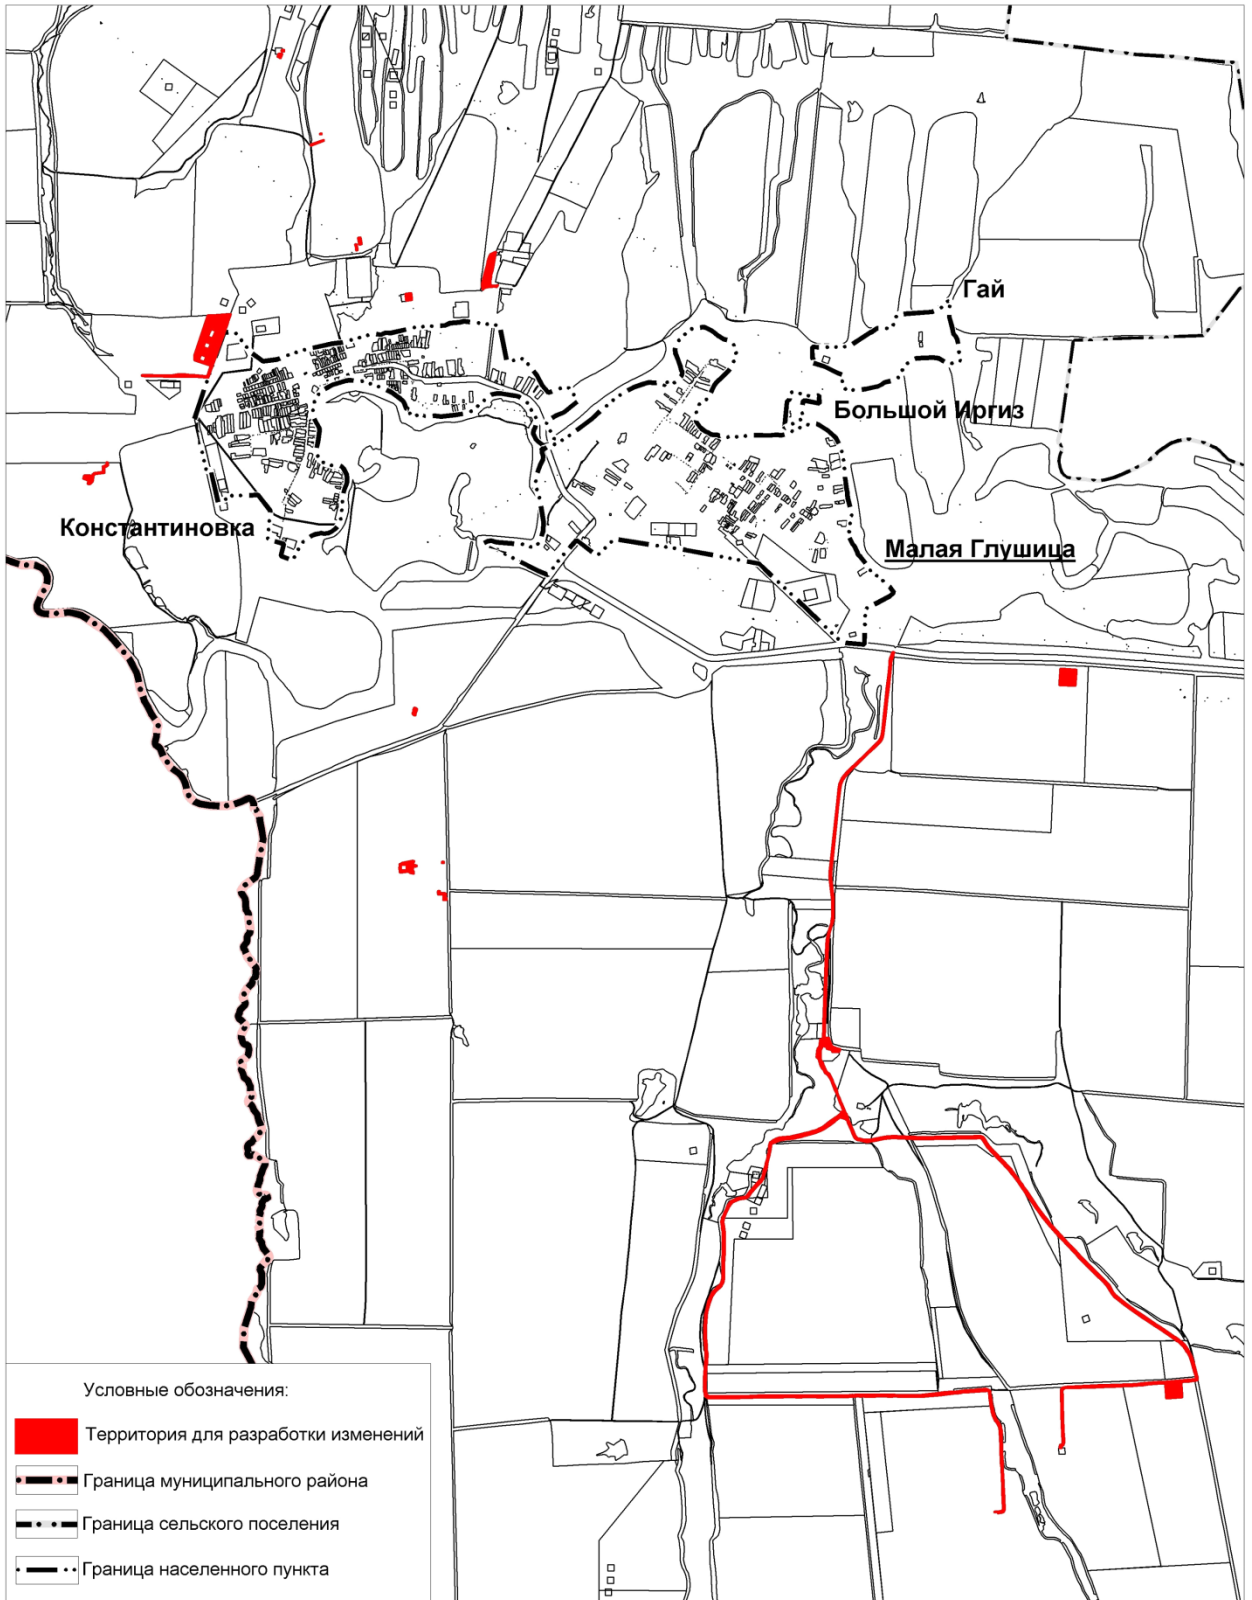 Гай
Большой Иргиз
Константиновка
Малая Глушица
Условные обозначения:
Территория для разработки изменений
Граница муниципального района
Граница сельского поселения
Граница населенного пункта